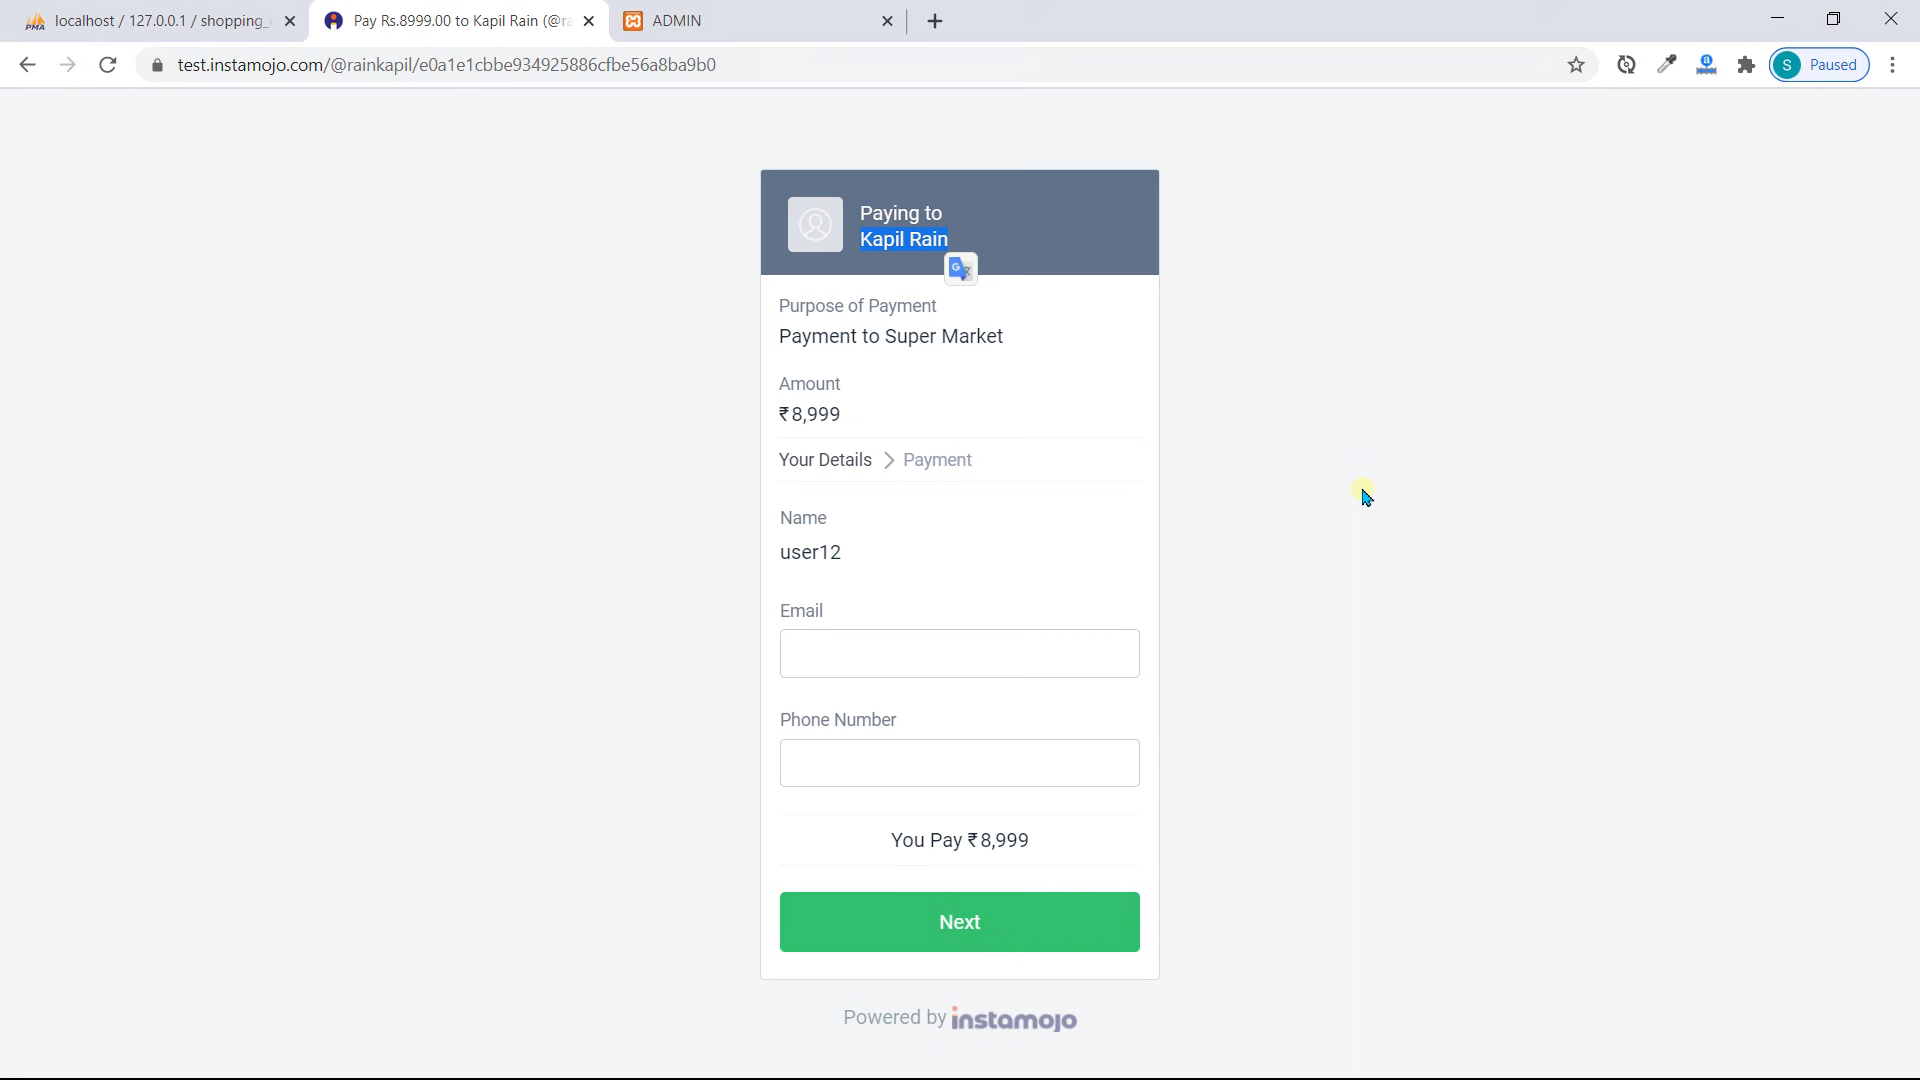 PMA
localhost / 127.0.0.1 / shopping_
Pay Rs.8999.00 to Kapil Rain (@ra
ADMIN
test.instamojo.com/@rainkapil/e0a1e1cbbe934925886cfbe56a8ba9b0
S Paused
Paying to
Kapil Rain
G
Purpose of Payment
Payment to Super Market
Amount
₹8,999
Your Details > Payment
Name
user12
Email
Phone Number
You Pay ₹8,999
Next
Powered by instamojo